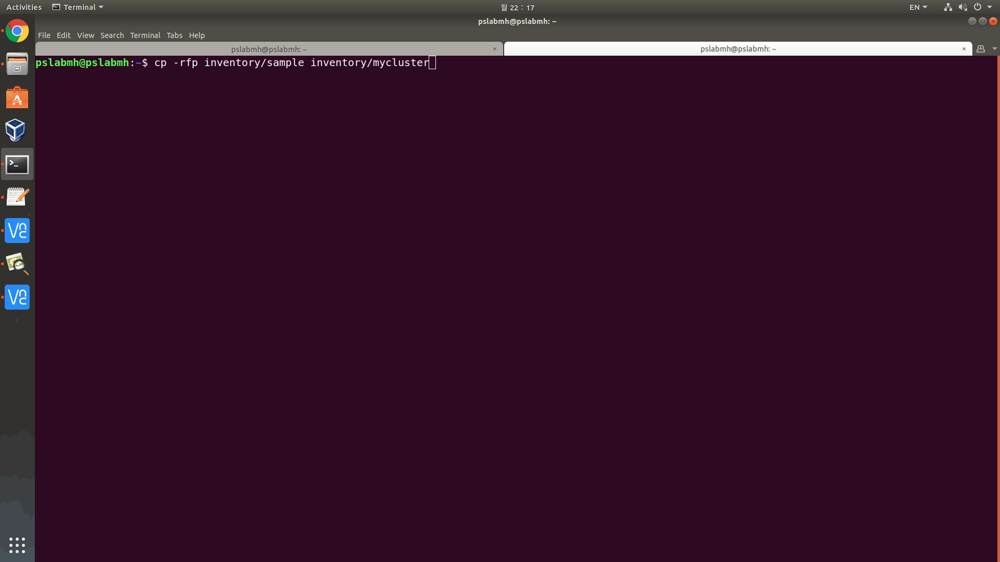 Activities Terminal 월 22 : 17 EN
pslabmh@pslabmh: ~
File Edit View Search Terminal Tabs Help
pslabmh@pslabmh: ~ × pslabmh@pslabmh: ~ ×
pslabmh@pslabmh:~$ cp -rfp inventory/sample inventory/mycluster